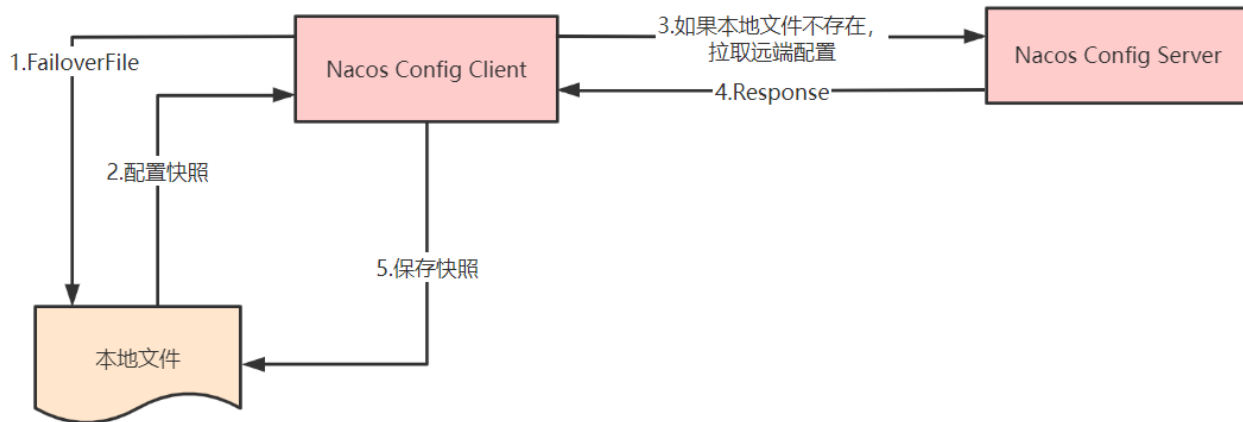 1.FailoverFile
Nacos Config Client
3.如果本地文件不存在，
拉取远端配置
Nacos Config Server
4.Response
2.配置快照
5.保存快照
本地文件